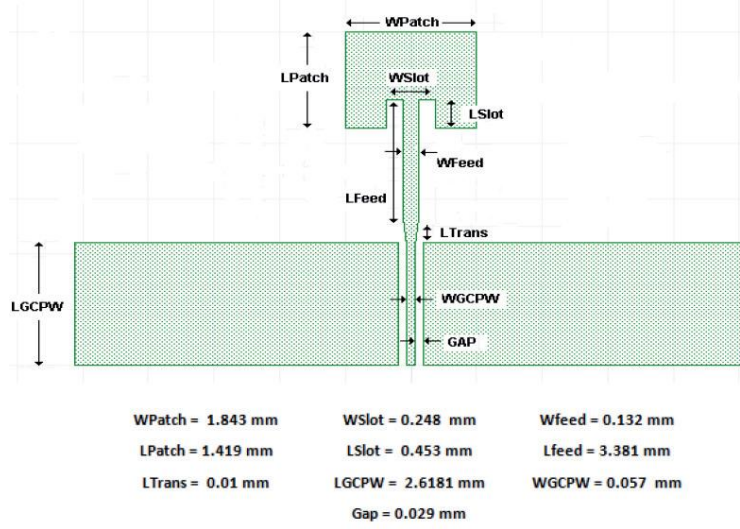 WPatch
LPatch
WSlot
LSlot
WFeed
LFeed
LTrans
LGCPW
WGCPW
GAP
WPatch = 1.843 mm
WSlot = 0.248 mm
Wfeed = 0.132 mm
LPatch = 1.419 mm
LSlot = 0.453 mm
Lfeed = 3.381 mm
LTrans = 0.01 mm
LGCPW = 2.6181 mm
WGCPW = 0.057 mm
Gap = 0.029 mm